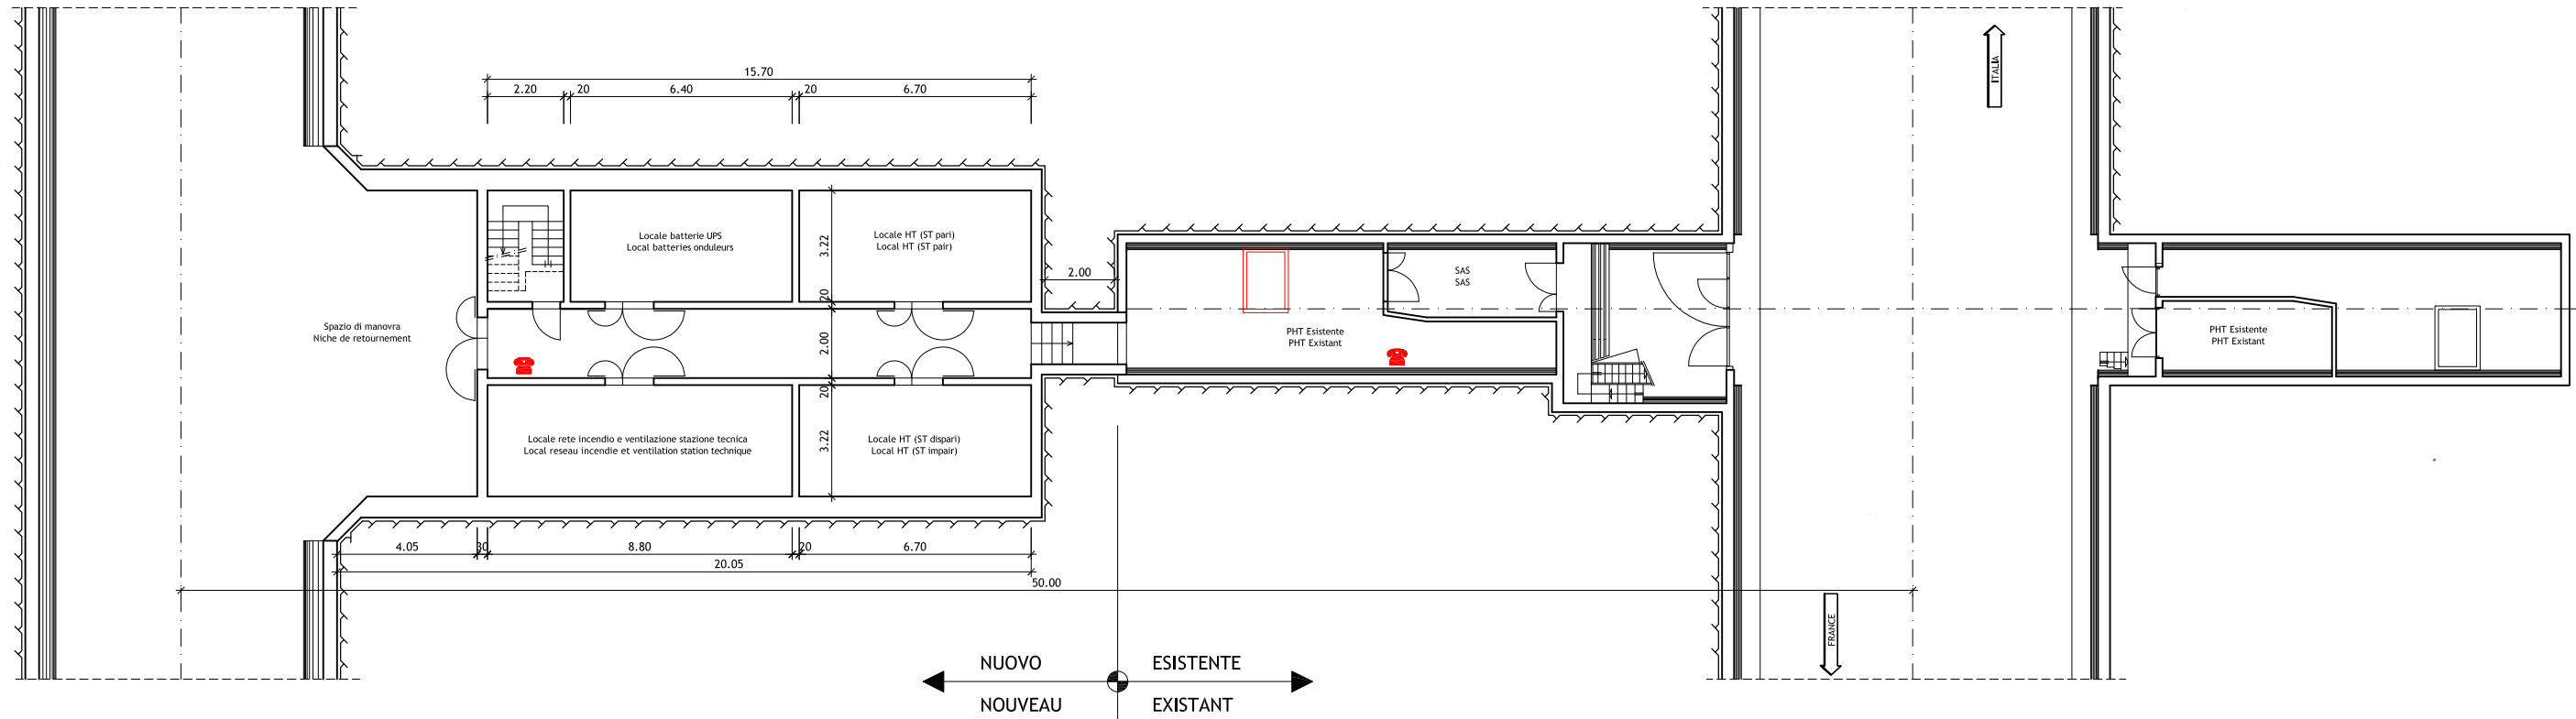 15.70
2.20 20 6.40 20 6.70
ITALIA
Locale batterie UPS
Local batteries onduleurs
Locale HT (ST pari)
Local HT (ST pair)
3.22
2.00
SAS
SAS
20
Spazio di manovra
Niche de retournement
2.00
PHT Esistente
PHT Existant
PHT Esistente
PHT Existant
20
Locale rete incendio e ventilazione stazione tecnica
Local reseau incendie et ventilation station technique
3.22
Locale HT (ST dispari)
Local HT (ST impair)
4.05 30 8.80 20 6.70
20.05
50.00
FRANCE
NUOVO ESISTENTE
NOUVEAU EXISTANT